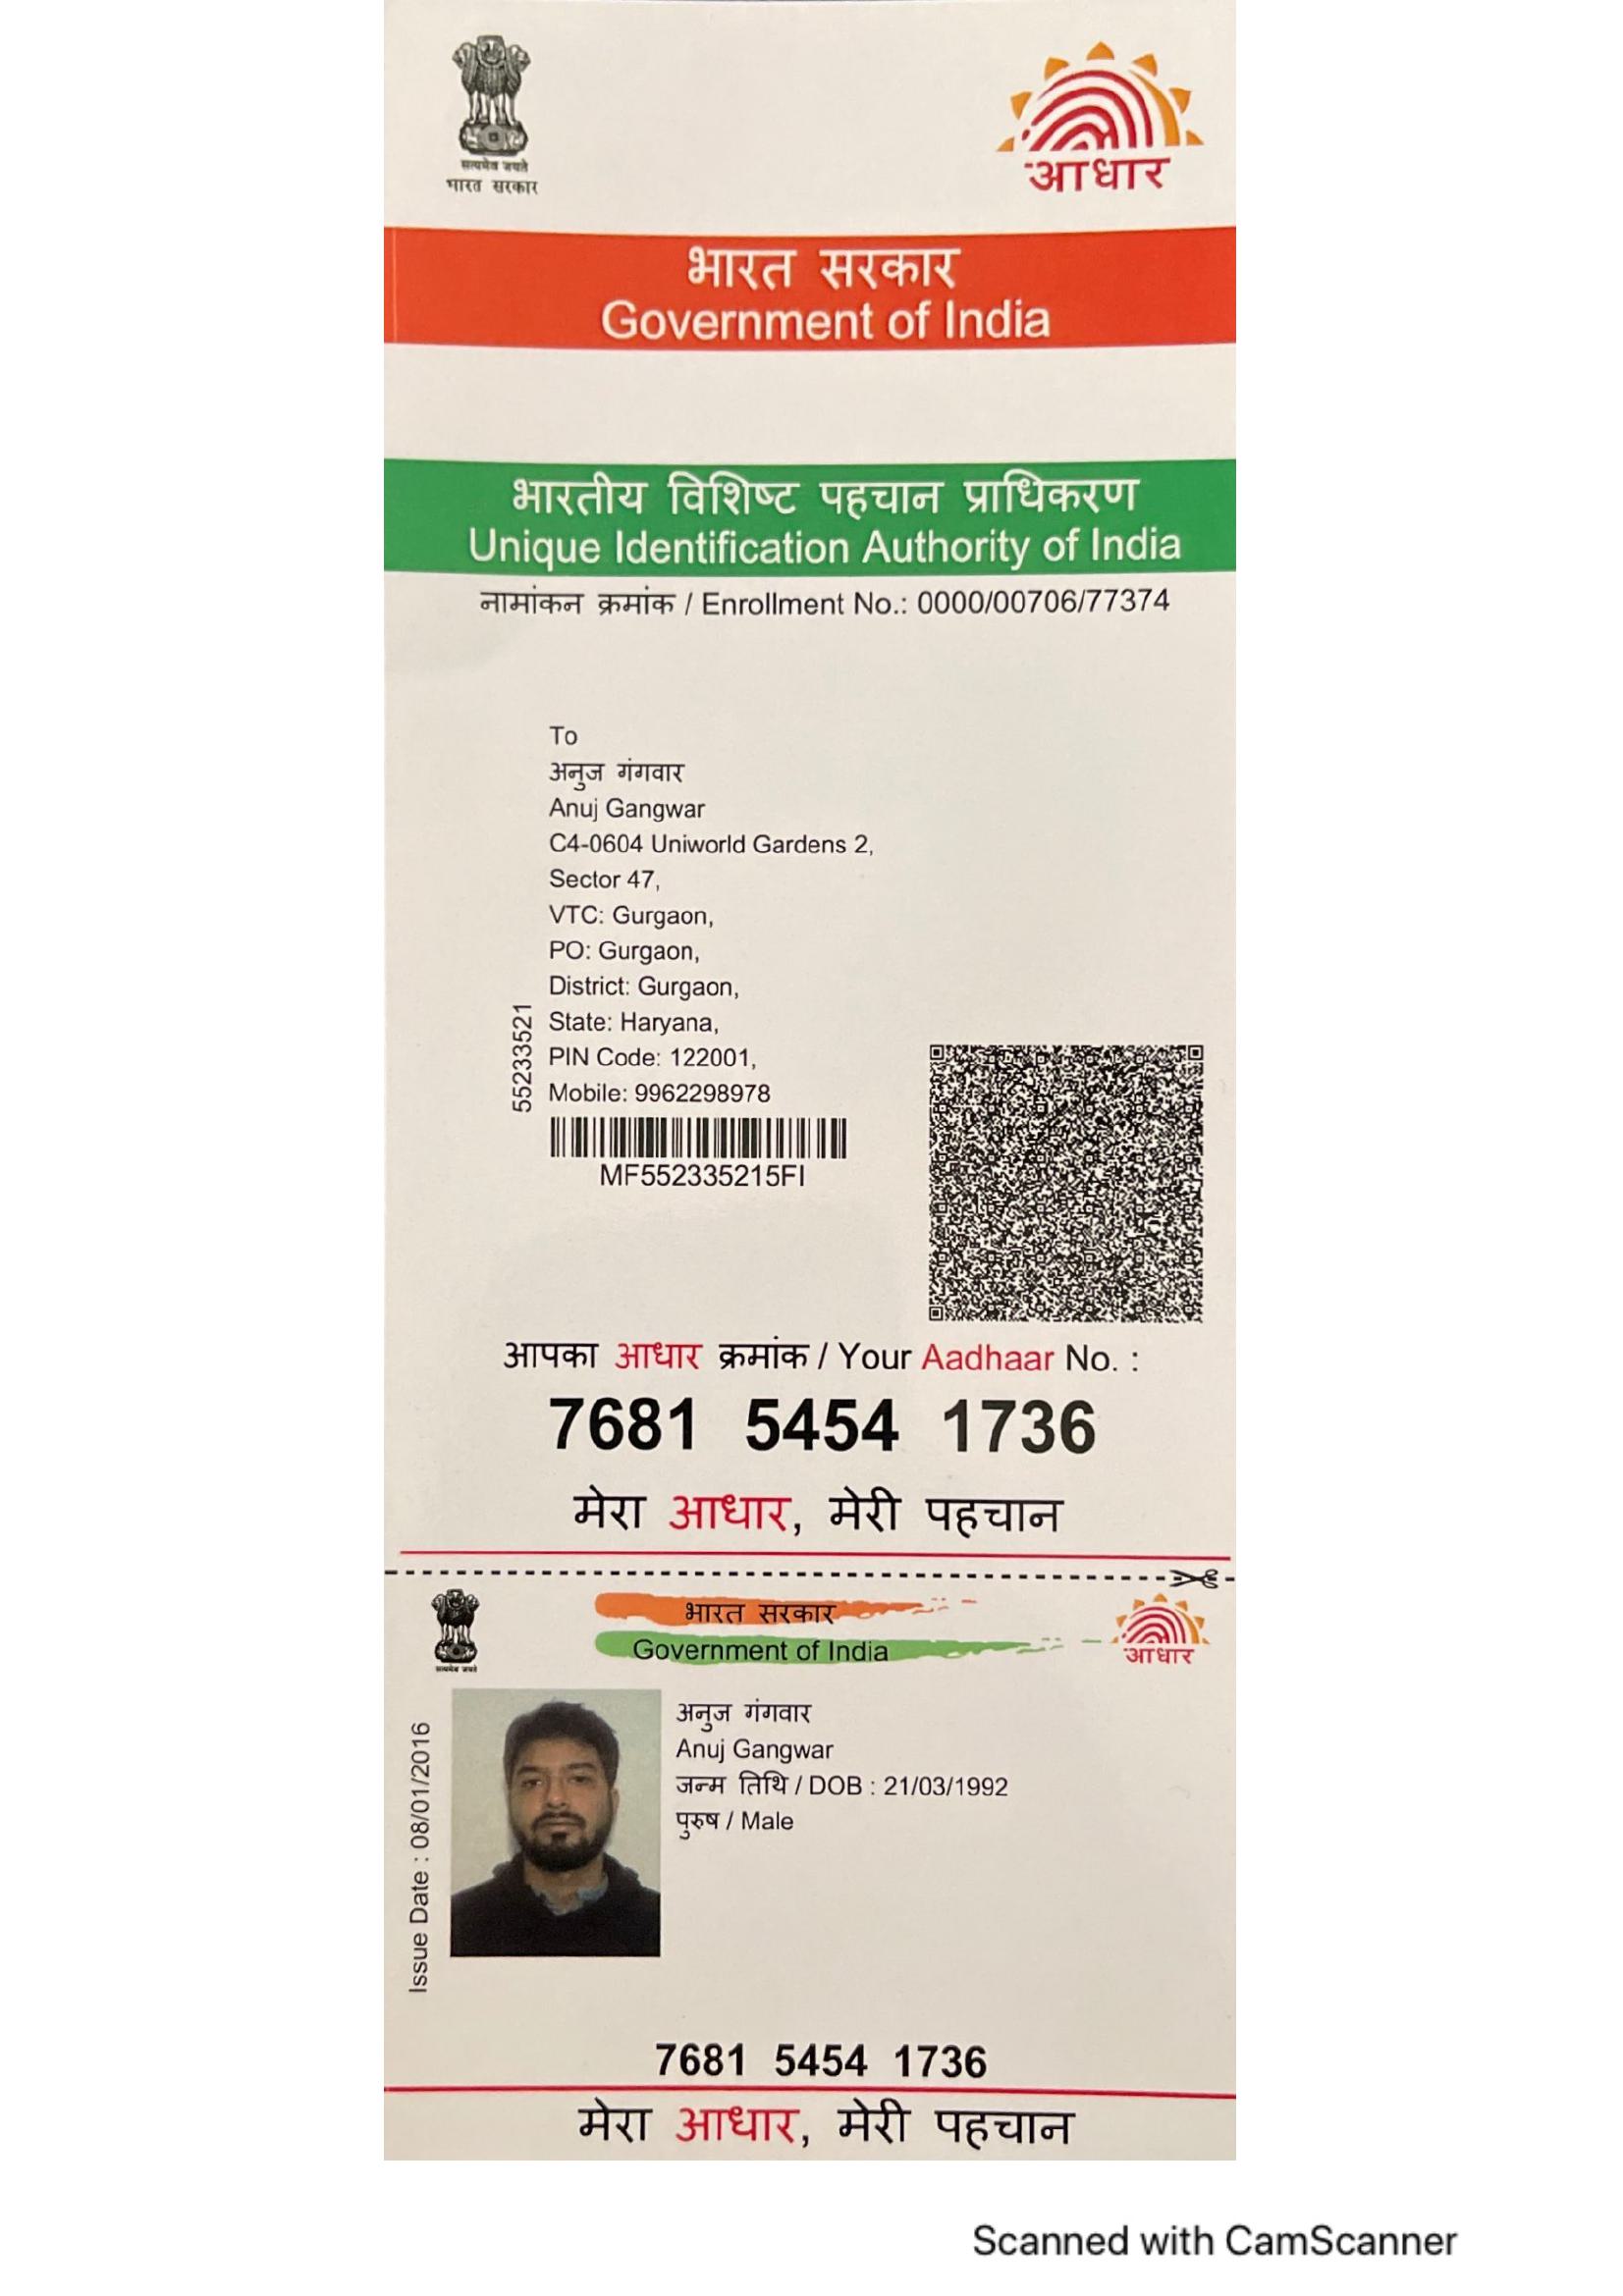 सत्यमेव जयते
भारत सरकार
आधार
भारत सरकार
Government of India
भारतीय विशिष्ट पहचान प्राधिकरण
Unique Identification Authority of India
नामांकन क्रमांक / Enrollment No.: 0000/00706/77374
To
अनुज गंगवार
Anuj Gangwar
C4-0604 Uniworld Gardens 2,
Sector 47,
VTC: Gurgaon,
PO: Gurgaon,
District: Gurgaon,
State: Haryana,
PIN Code: 122001,
Mobile: 9962298978
55233521
MF552335215FI
आपका आधार क्रमांक / Your Aadhaar No. :
7681 5454 1736
मेरा आधार, मेरी पहचान
सत्यमेव जयते
भारत सरकार
Government of India
आधार
Issue Date : 08/01/2016
अनुज गंगवार
Anuj Gangwar
जन्म तिथि / DOB : 21/03/1992
पुरुष / Male
7681 5454 1736
मेरा आधार, मेरी पहचान
Scanned with CamScanner